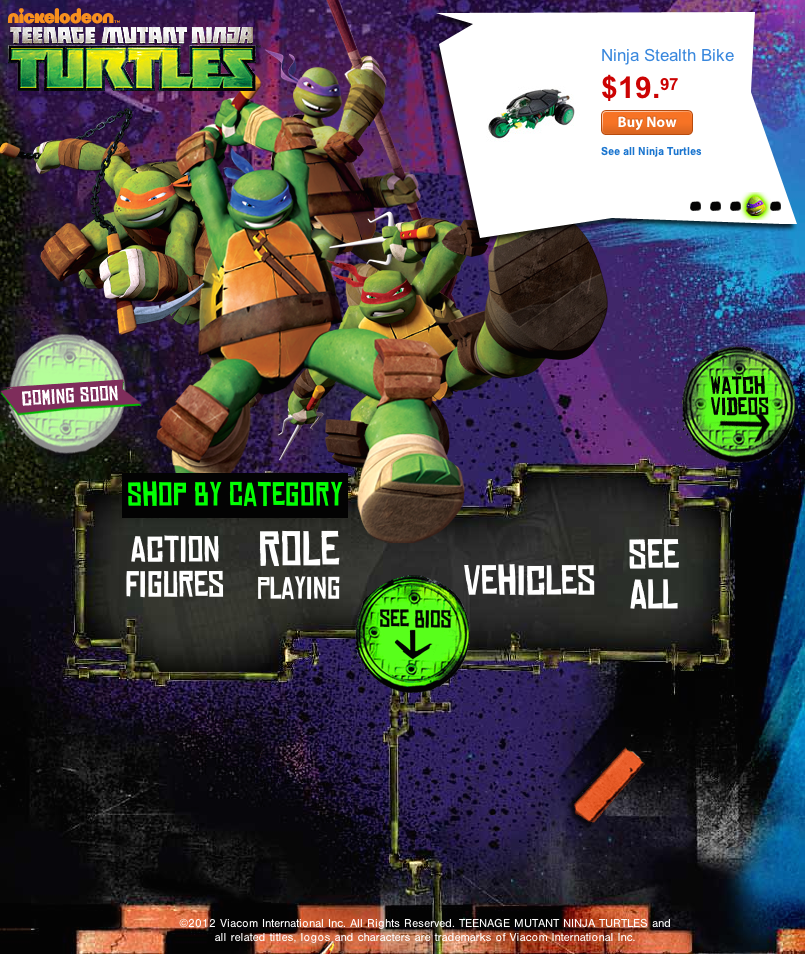 nickelodeon™
TEENAGE MUTANT NINJA
TURTLES
Ninja Stealth Bike
$19.97
Buy Now
See all Ninja Turtles
COMING SOON
WATCH
VIDEOS
SHOP BY CATEGORY
ACTION
FIGURES
ROLE
PLAYING
VEHICLES
SEE
ALL
SEE BIOS
©2012 Viacom International Inc. All Rights Reserved. TEENAGE MUTANT NINJA TURTLES and
all related titles, logos and characters are trademarks of Viacom International Inc.